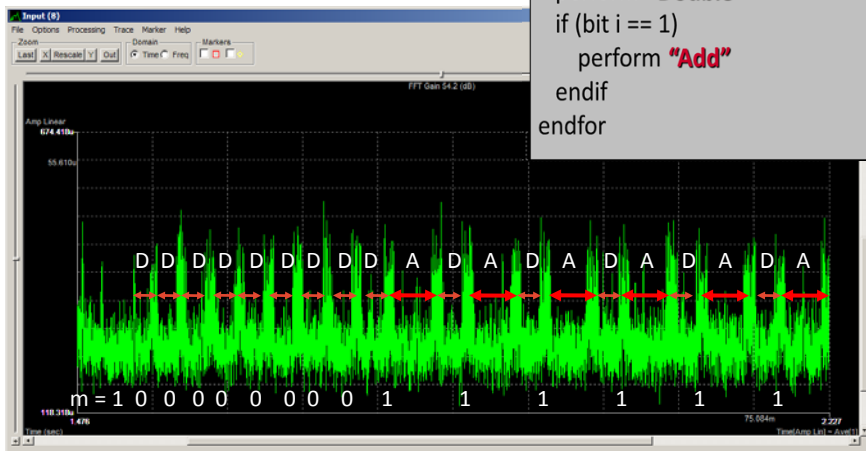 Input (8)
File Options Processing Trace Marker Help
Zoom
Domain
Markers
Last X Rescale Y Out
Time Freq
if (bit i == 1)
perform “Add”
endif
endfor
FFT Gain 54.2 (dB)
Amp Linear
674.418u
55.610u
D D D D D D D D D A D A D A D A D A D A
m = 1 0 0 0 0 0 0 0 0 1 1 1 1 1 1
118.318u
1.476
75.084m
2.227
Time (sec)
Time(Amp Lin) - Ave(1)